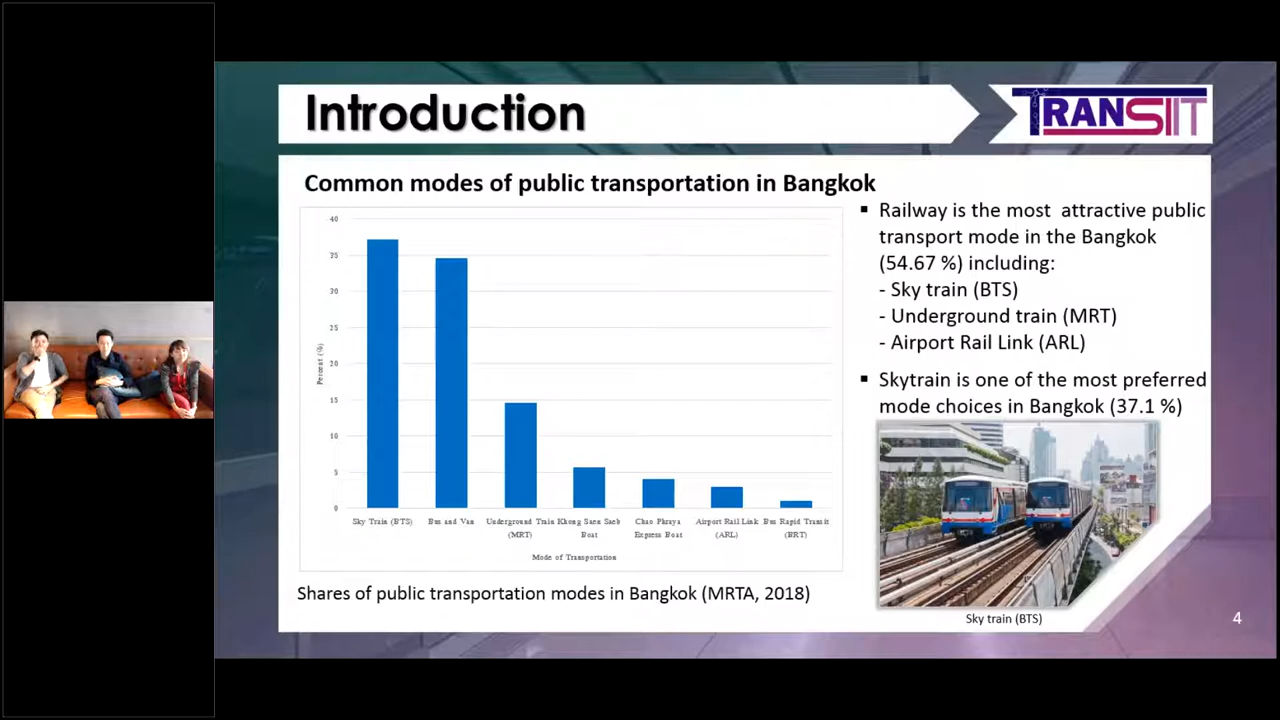 Introduction
TRANSIIT
Common modes of public transportation in Bangkok
40
35
30
25
20
15
10
5
0
Percent (%)
Sky Train (BTS)
Bus and Van
Underground Train (MRT)
Khong Saen Saeb Boat
Chao Phraya Express Boat
Airport Rail Link (ARL)
Bus Rapid Transit (BRT)
Mode of Transportation
Shares of public transportation modes in Bangkok (MRTA, 2018)
▪ Railway is the most attractive public
transport mode in the Bangkok
(54.67 %) including:
- Sky train (BTS)
- Underground train (MRT)
- Airport Rail Link (ARL)
▪ Skytrain is one of the most preferred
mode choices in Bangkok (37.1 %)
Sky train (BTS)
4